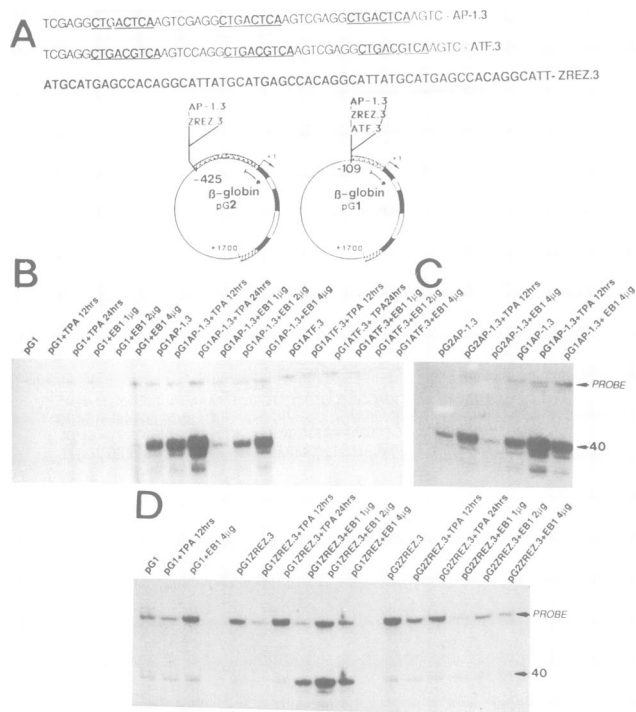 A
TCGAGGCTGACTCAAGTCGAGGCTGACTCAAGTCGAGGCTGACTCAAGTC - AP-1.3
TCGAGGCTGACGTCAAGTCCAGGCTGACGTCAAGTCGAGGCTGACGTCAAGTC - ATF.3
ATGCATGAGCCACAGGCATTATGCATGAGCCACAGGCATTATGCATGAGCCACAGGCATT- ZREZ.3
AP-1.3
ZREZ.3
-425
+1
β-globin
pG2
+1700
AP-1.3
ZREZ.3
ATF.3
-109
+1
β-globin
pG1
+1700
B
pG1
pG1+TPA 12hrs
pG1+TPA 24hrs
pG1+EB1 1µg
pG1+EB1 2µg
pG1+EB1 4µg
pG1AP-1.3
pG1AP-1.3+TPA 12hrs
pG1AP-1.3+TPA 24hrs
pG1AP-1.3+EB1 1µg
pG1AP-1.3+EB1 2µg
pG1AP-1.3+EB1 4µg
pG1ATF.3
pG1ATF.3+TPA 12hrs
pG1ATF.3+TPA24hrs
pG1ATF.3+EB1 1µg
pG1ATF.3+EB1 2µg
pG1ATF.3+EB1 4µg
C
pG2AP-1.3
pG2AP-1.3+TPA 12hrs
pG2AP-1.3+EB1 4µg
pG1AP-1.3
pG1AP-1.3+TPA 12hrs
pG1AP-1.3+ EB1 4µg
PROBE
40
D
pG1
pG1+TPA 12hrs
pG1+EB1 4µg
pG1ZREZ.3
pG1ZREZ.3+TPA 12hrs
pG1ZREZ.3+TPA 24hrs
pG1ZREZ.3+EB1 1µg
pG1ZREZ.3+EB1 2µg
pG1ZREZ+EB1 4µg
pG2ZREZ.3
pG2ZREZ.3+TPA 12hrs
pG2ZREZ.3+TPA 24hrs
pG2ZREZ.3+EB1 1µg
pG2ZREZ.3+EB1 2µg
pG2ZREZ.3+EB1 4µg
PROBE
40